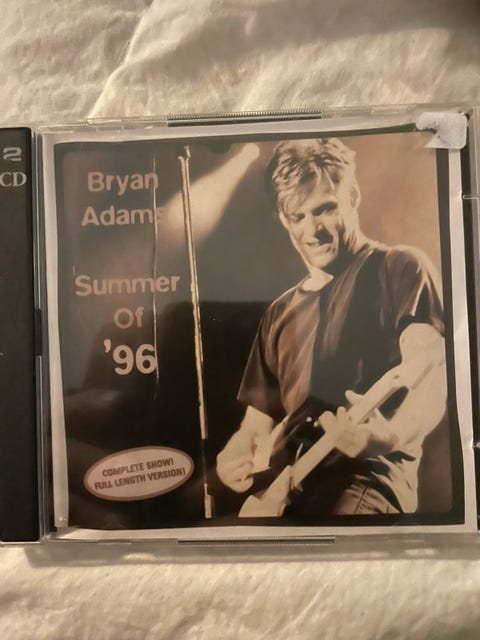 2
CD
Bryan
Adams
Summer
Of
'96
COMPLETE SHOW!
FULL LENGTH VERSION!